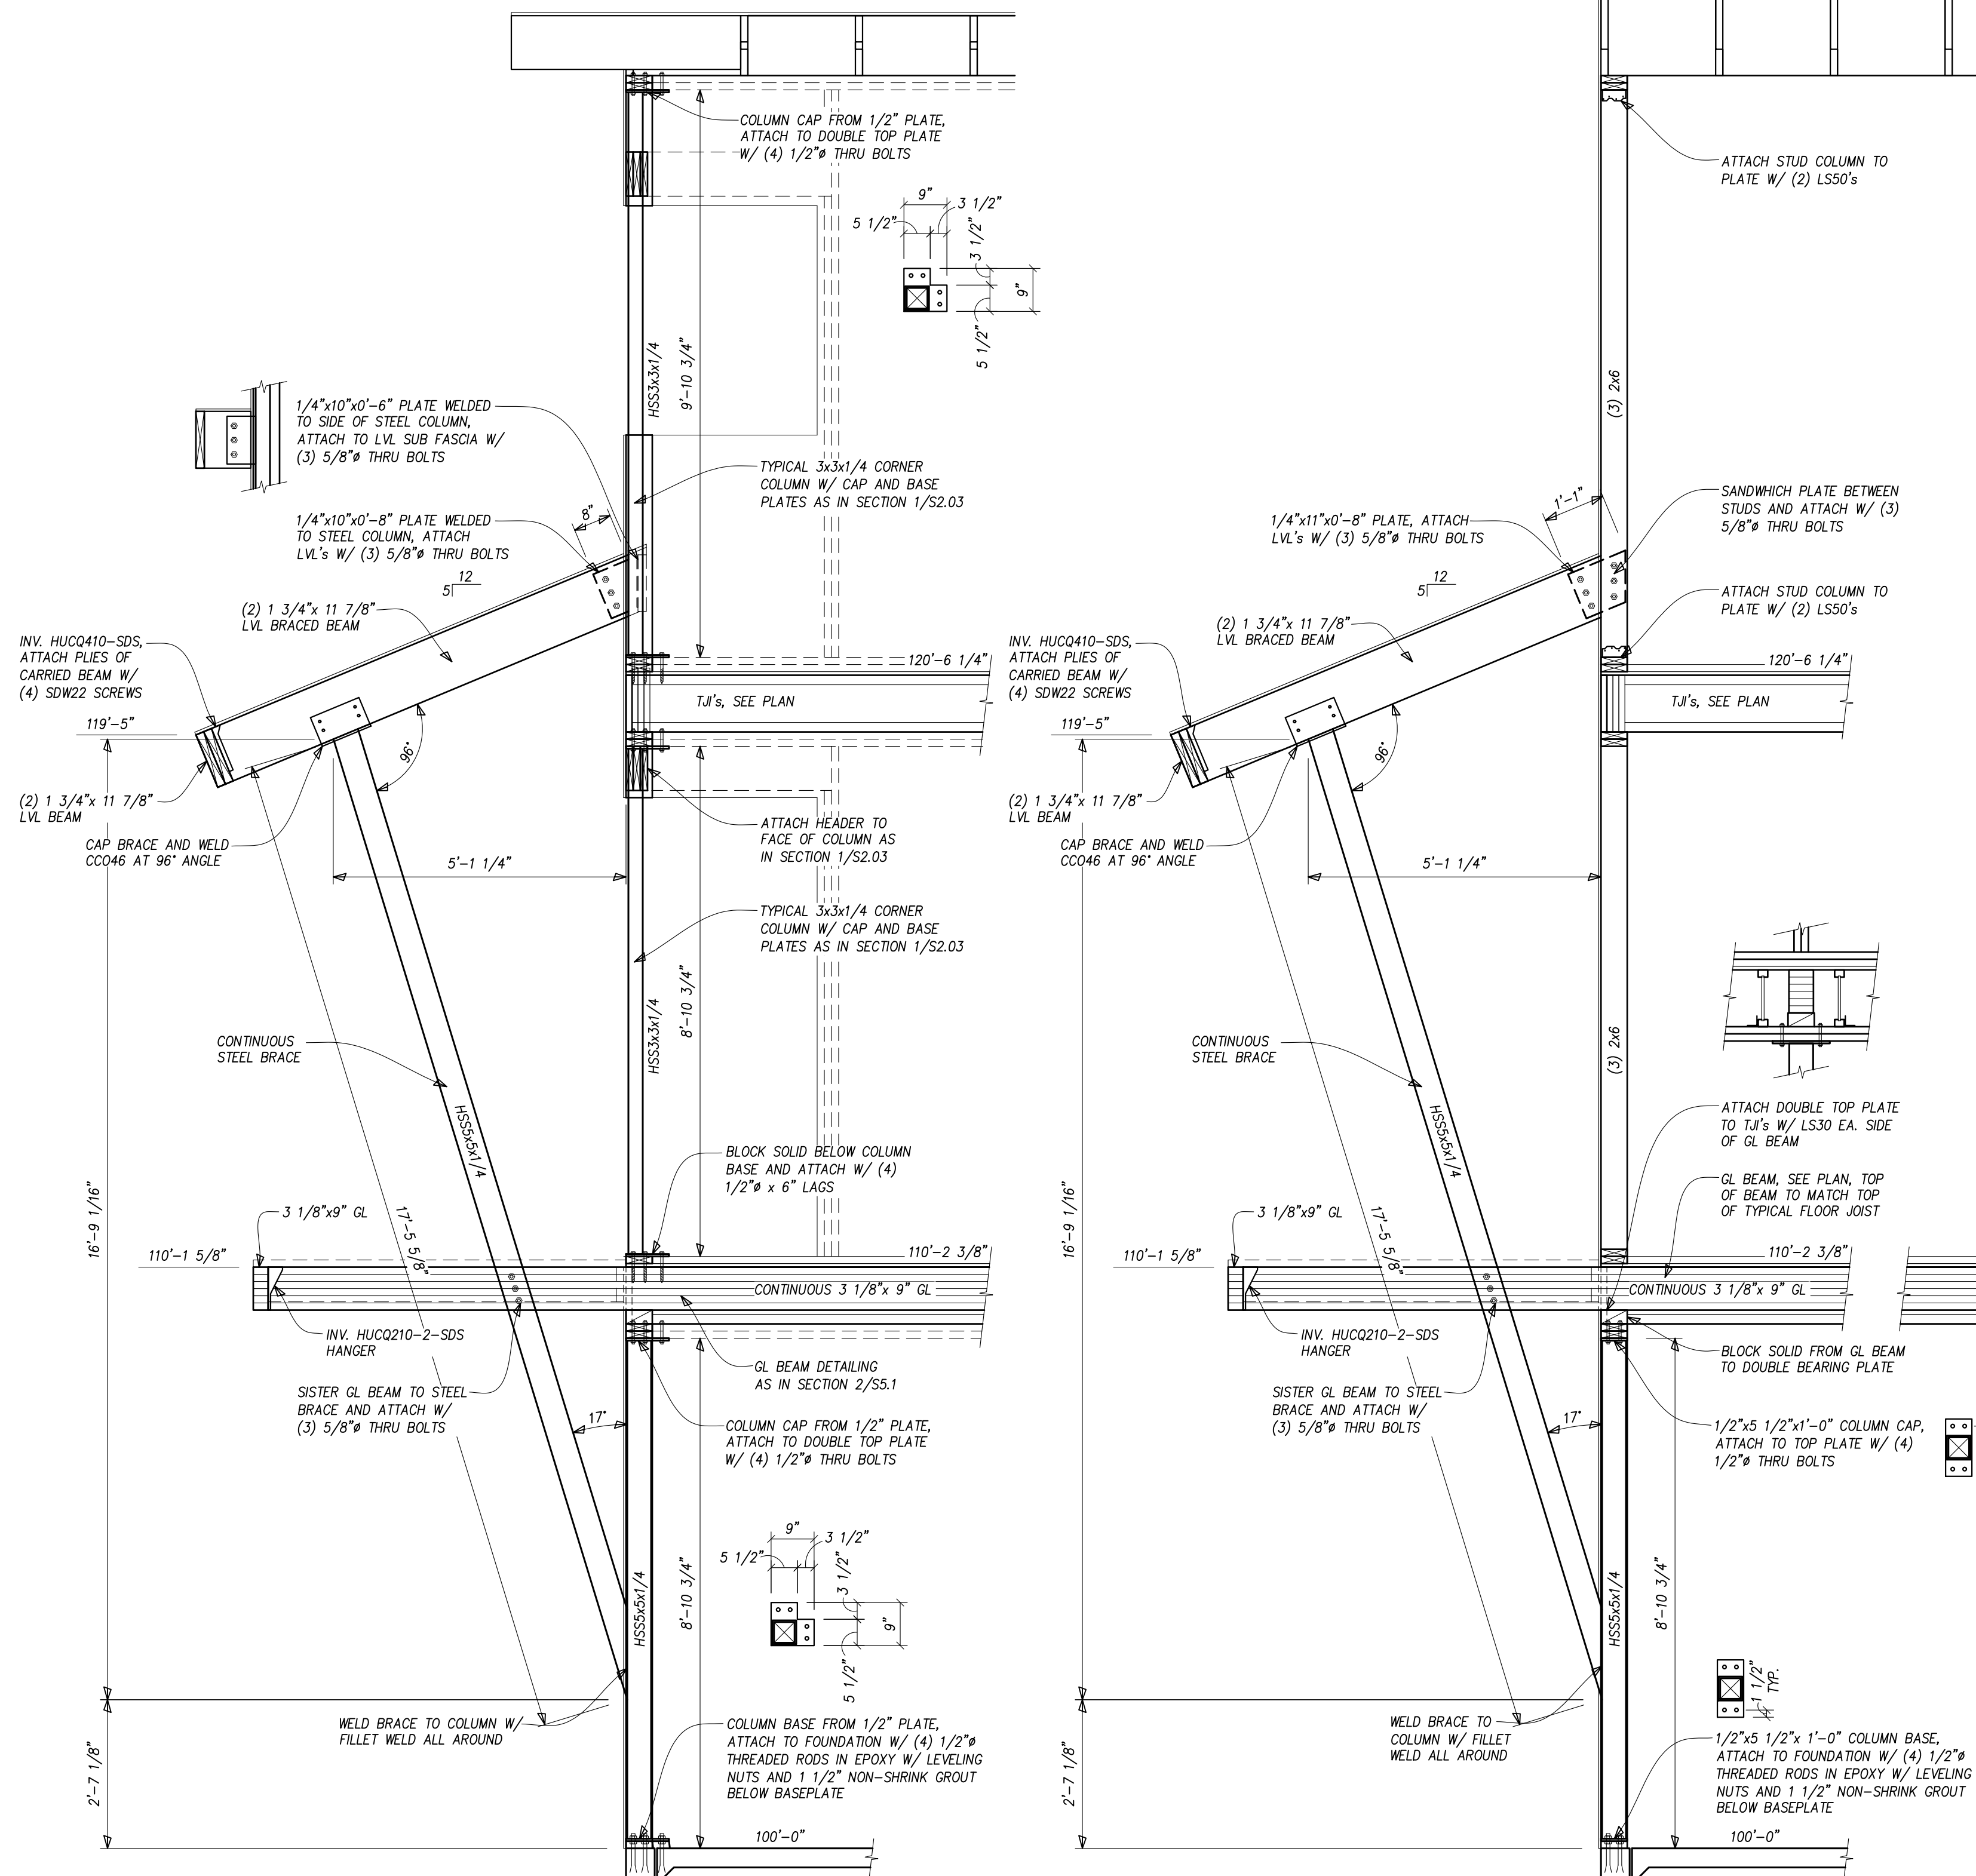 COLUMN CAP FROM 1/2" PLATE,
ATTACH TO DOUBLE TOP PLATE
W/ (4) 1/2"ø THRU BOLTS
9"
3 1/2"
5 1/2"
3 1/2"
9"
5 1/2"
HSS3x3x1/4
9'-10 3/4"
1/4"x10"x0'-6" PLATE WELDED
TO SIDE OF STEEL COLUMN,
ATTACH TO LVL SUB FASCIA W/
(3) 5/8"ø THRU BOLTS
TYPICAL 3x3x1/4 CORNER
COLUMN W/ CAP AND BASE
PLATES AS IN SECTION 1/S2.03
8"
1/4"x10"x0'-8" PLATE WELDED
TO STEEL COLUMN, ATTACH
LVL's W/ (3) 5/8"ø THRU BOLTS
12
5
(2) 1 3/4"x 11 7/8"
LVL BRACED BEAM
INV. HUCQ410-SDS,
ATTACH PLIES OF
CARRIED BEAM W/
(4) SDW22 SCREWS
120'-6 1/4"
TJI's, SEE PLAN
119'-5"
96°
(2) 1 3/4"x 11 7/8"
LVL BEAM
CAP BRACE AND WELD
CCO46 AT 96° ANGLE
5'-1 1/4"
ATTACH HEADER TO
FACE OF COLUMN AS
IN SECTION 1/S2.03
TYPICAL 3x3x1/4 CORNER
COLUMN W/ CAP AND BASE
PLATES AS IN SECTION 1/S2.03
8'-10 3/4"
HSS3x3x1/4
CONTINUOUS
STEEL BRACE
HSS5x5x1/4
BLOCK SOLID BELOW COLUMN
BASE AND ATTACH W/ (4)
1/2"ø x 6" LAGS
16'-9 1/16"
3 1/8"x9" GL
17'-5 5/8"
110'-1 5/8"
110'-2 3/8"
CONTINUOUS 3 1/8"x 9" GL
INV. HUCQ210-2-SDS
HANGER
GL BEAM DETAILING
AS IN SECTION 2/S5.1
SISTER GL BEAM TO STEEL
BRACE AND ATTACH W/
(3) 5/8"ø THRU BOLTS
17°
COLUMN CAP FROM 1/2" PLATE,
ATTACH TO DOUBLE TOP PLATE
W/ (4) 1/2"ø THRU BOLTS
9"
3 1/2"
5 1/2"
3 1/2"
9"
5 1/2"
HSS5x5x1/4
8'-10 3/4"
WELD BRACE TO COLUMN W/
FILLET WELD ALL AROUND
COLUMN BASE FROM 1/2" PLATE,
ATTACH TO FOUNDATION W/ (4) 1/2"ø
THREADED RODS IN EPOXY W/ LEVELING
NUTS AND 1 1/2" NON-SHRINK GROUT
BELOW BASEPLATE
2'-7 1/8"
100'-0"
ATTACH STUD COLUMN TO
PLATE W/ (2) LS50's
(3) 2x6
1'-1"
SANDWHICH PLATE BETWEEN
STUDS AND ATTACH W/ (3)
5/8"ø THRU BOLTS
1/4"x11"x0'-8" PLATE, ATTACH
LVL's W/ (3) 5/8"ø THRU BOLTS
12
5
ATTACH STUD COLUMN TO
PLATE W/ (2) LS50's
(2) 1 3/4"x 11 7/8"
LVL BRACED BEAM
INV. HUCQ410-SDS,
ATTACH PLIES OF
CARRIED BEAM W/
(4) SDW22 SCREWS
120'-6 1/4"
TJI's, SEE PLAN
119'-5"
96°
(2) 1 3/4"x 11 7/8"
LVL BEAM
CAP BRACE AND WELD
CCO46 AT 96° ANGLE
5'-1 1/4"
CONTINUOUS
STEEL BRACE
(3) 2x6
HSS5x5x1/4
ATTACH DOUBLE TOP PLATE
TO TJI's W/ LS30 EA. SIDE
OF GL BEAM
GL BEAM, SEE PLAN, TOP
OF BEAM TO MATCH TOP
OF TYPICAL FLOOR JOIST
16'-9 1/16"
3 1/8"x9" GL
17'-5 5/8"
110'-1 5/8"
110'-2 3/8"
CONTINUOUS 3 1/8"x 9" GL
INV. HUCQ210-2-SDS
HANGER
BLOCK SOLID FROM GL BEAM
TO DOUBLE BEARING PLATE
SISTER GL BEAM TO STEEL
BRACE AND ATTACH W/
(3) 5/8"ø THRU BOLTS
17°
1/2"x5 1/2"x1'-0" COLUMN CAP,
ATTACH TO TOP PLATE W/ (4)
1/2"ø THRU BOLTS
HSS5x5x1/4
8'-10 3/4"
1 1/2"
TYP.
WELD BRACE TO
COLUMN W/ FILLET
WELD ALL AROUND
1/2"x5 1/2"x 1'-0" COLUMN BASE,
ATTACH TO FOUNDATION W/ (4) 1/2"ø
THREADED RODS IN EPOXY W/ LEVELING
NUTS AND 1 1/2" NON-SHRINK GROUT
BELOW BASEPLATE
2'-7 1/8"
100'-0"